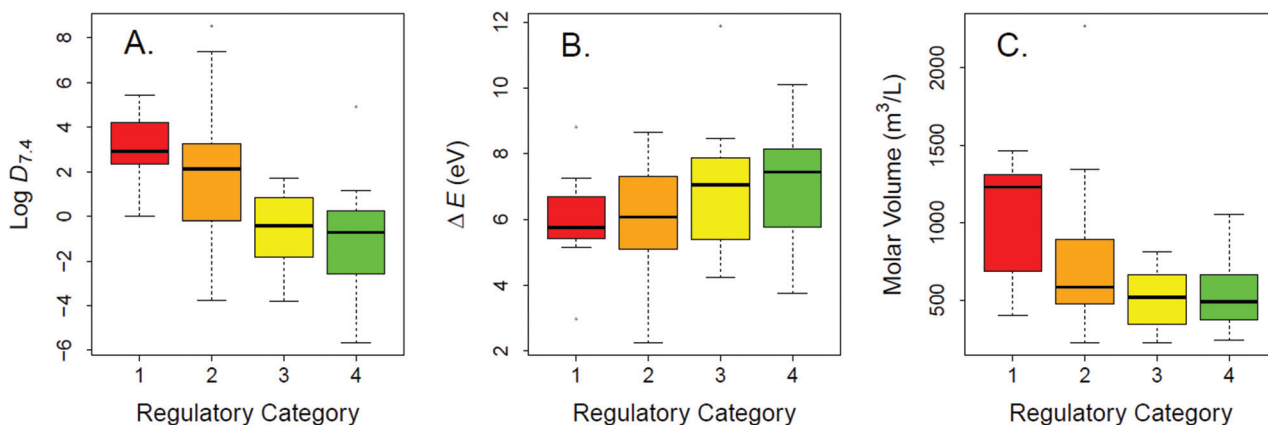 A.
Log D7.4
8
6
4
2
0
−2
−4
−6
1 2 3 4
Regulatory Category
B.
Δ E (eV)
12
10
8
6
4
2
1 2 3 4
Regulatory Category
C.
Molar Volume (m³/L)
2000
1500
1000
500
1 2 3 4
Regulatory Category